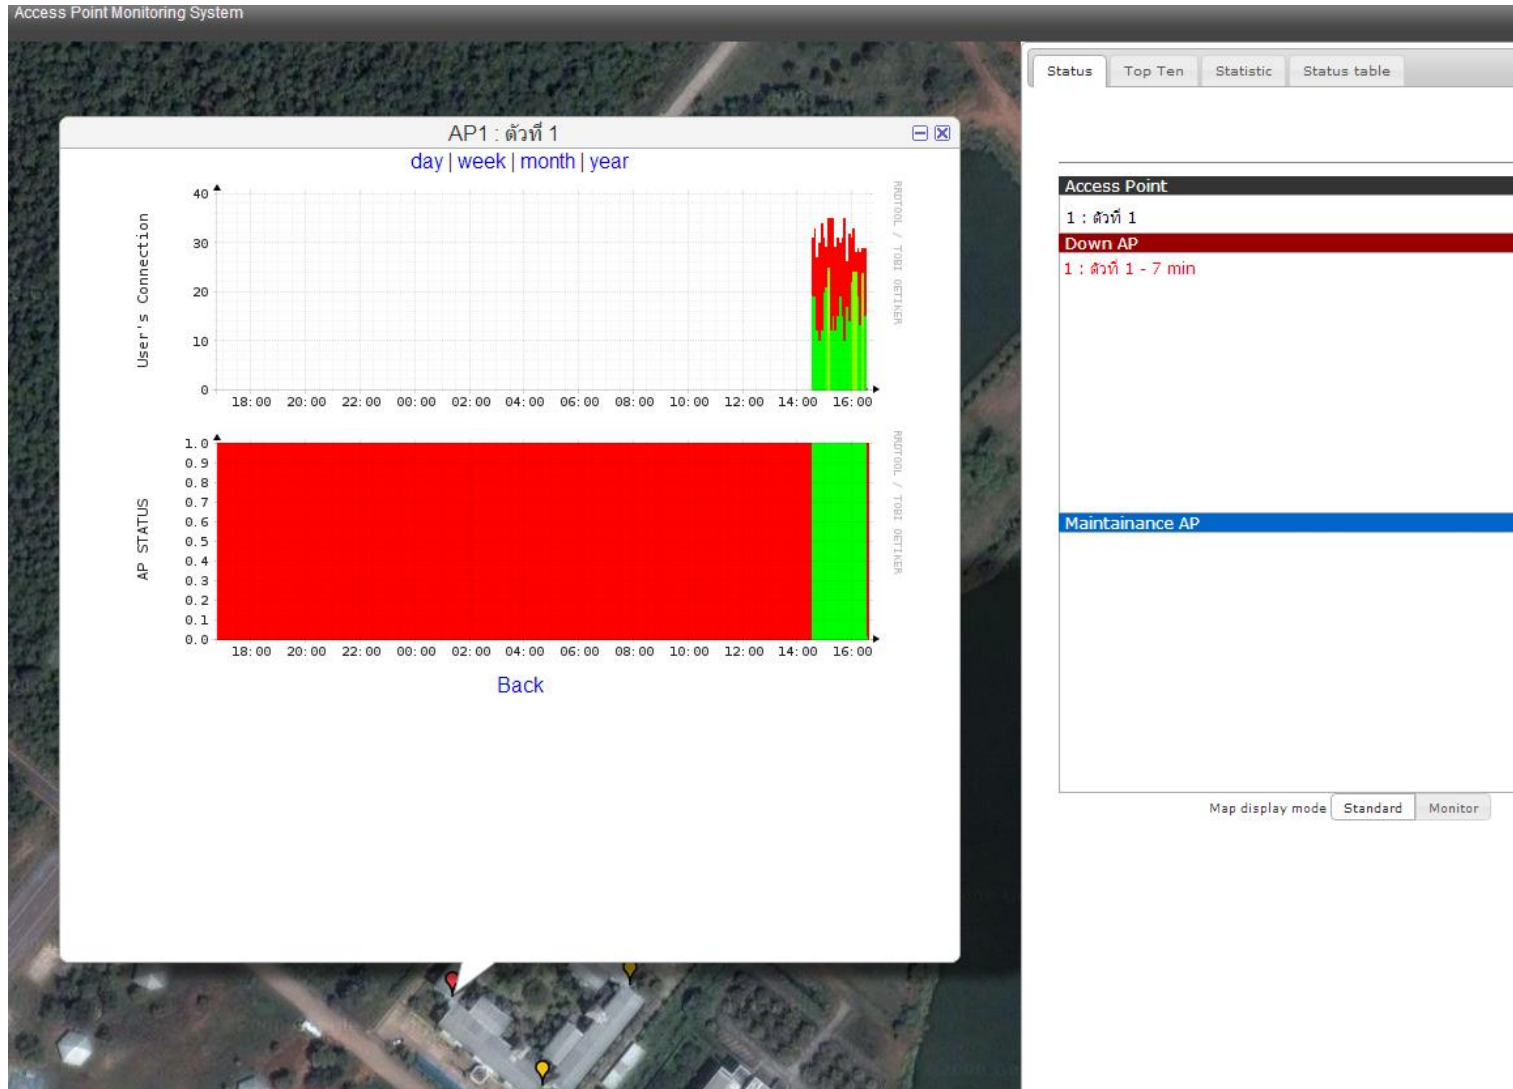 Access Point Monitoring System
AP1 : ตัวที่ 1
day | week | month | year
User's Connection
40
30
20
10
0
18:00 20:00 22:00 00:00 02:00 04:00 06:00 08:00 10:00 12:00 14:00 16:00
RRDTOOL / TOBI OETIKER
AP STATUS
1.0
0.9
0.8
0.7
0.6
0.5
0.4
0.3
0.2
0.1
0.0
18:00 20:00 22:00 00:00 02:00 04:00 06:00 08:00 10:00 12:00 14:00 16:00
RRDTOOL / TOBI OETIKER
Back
Status Top Ten Statistic Status table
Access Point
1 : ตัวที่ 1
Down AP
1 : ตัวที่ 1 - 7 min
Maintainance AP
Map display mode Standard Monitor